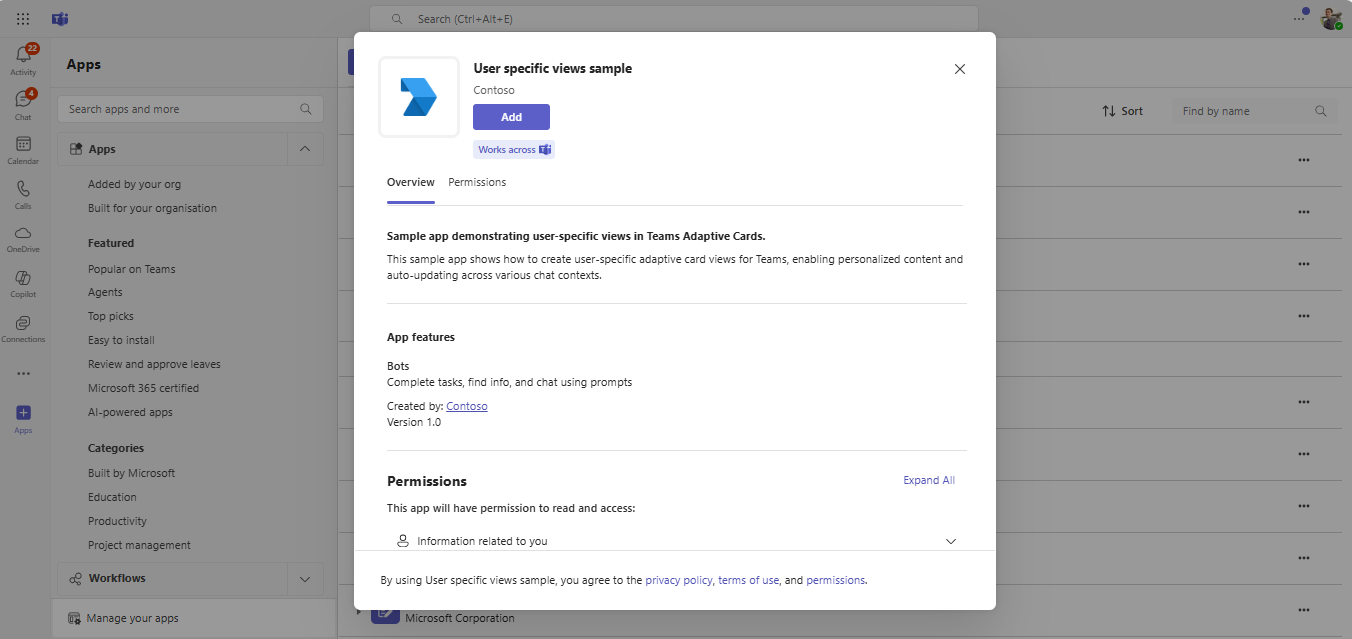 Search (Ctrl+Alt+E)
22
Activity
4
Chat
Calendar
Calls
OneDrive
Copilot
Connections
Apps
Apps
Search apps and more
Apps
Added by your org
Built for your organisation
Featured
Popular on Teams
Agents
Top picks
Easy to install
Review and approve leaves
Microsoft 365 certified
AI-powered apps
Categories
Built by Microsoft
Education
Productivity
Project management
Workflows
Manage your apps
User specific views sample
Contoso
Add
Works across
Overview Permissions
Sample app demonstrating user-specific views in Teams Adaptive Cards.
This sample app shows how to create user-specific adaptive card views for Teams, enabling personalized content and
auto-updating across various chat contexts.
App features
Bots
Complete tasks, find info, and chat using prompts
Created by: Contoso
Version 1.0
Permissions
Expand All
This app will have permission to read and access:
Information related to you
By using User specific views sample, you agree to the privacy policy, terms of use, and permissions.
Sort
Find by name
Microsoft Corporation